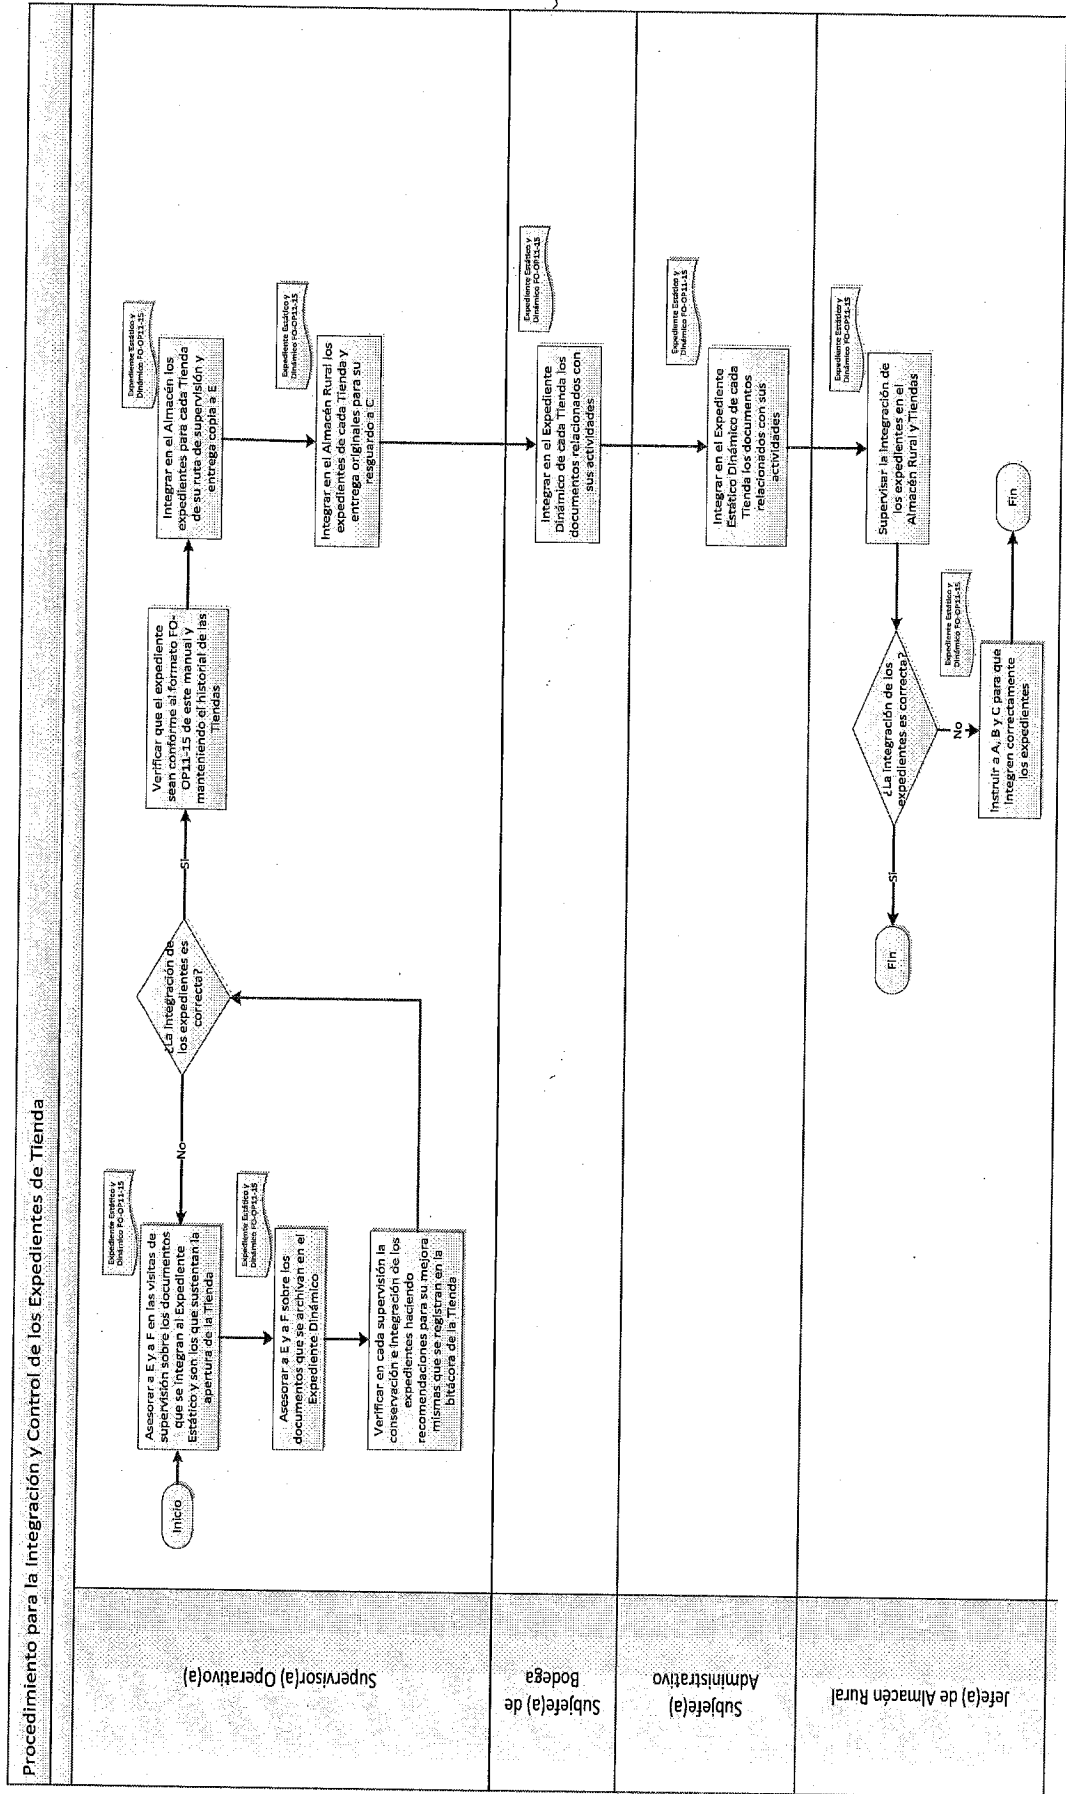 Procedimiento para la Integración y Control de los Expedientes de Tienda
Supervisor(a) Operativo(a)
Inicio
Expediente Estático y
Dinámico FO-OP11-15
Asesorar a E y a F en las visitas de
supervisión sobre los documentos
que se integran al Expediente
Estático y son los que sustentan la
apertura de la Tienda
Expediente Estático y
Dinámico FO-OP11-15
Asesorar a E y a F sobre los
documentos que se archivan en el
Expediente Dinámico
Verificar en cada supervisión la
conservación e Integración de los
expedientes haciendo
recomendaciones para su mejora
mismas que se registran en la
bitácora de la Tienda
No
¿La Integración de
los expedientes es
correcta?
Sí
Verificar que el expediente
sean conforme al formato FO-
OP11-15 de este manual y
manteniendo el historial de las
Tiendas
Expediente Estático y
Dinámico FO-OP11-15
Integrar en el Almacén los
expedientes para cada Tienda
de su ruta de supervisión y
entrega copia a E
Expediente Estático y
Dinámico FO-OP11-15
Integrar en el Almacén Rural los
expedientes de cada Tienda y
entrega originales para su
resguardo a C
Subjefe(a) de
Bodega
Expediente Estático y
Dinámico FO-OP11-15
Integrar en el Expediente
Dinámico de cada Tienda los
documentos relacionados con
sus actividades
Subjefe(a)
Administrativo
Expediente Estático y
Dinámico FO-OP11-15
Integrar en el Expediente
Estático Dinámico de cada
Tienda los documentos
relacionados con sus
actividades
Jefe(a) de Almacén Rural
Expediente Estático y
Dinámico FO-OP11-15
Supervisar la Integración de
los expedientes en el
Almacén Rural y Tiendas
¿La Integración de los
expedientes es correcta?
Sí
Fin
No
Expediente Estático y
Dinámico FO-OP11-15
Instruir a A, B y C para que
Integren correctamente
los expedientes
Fin